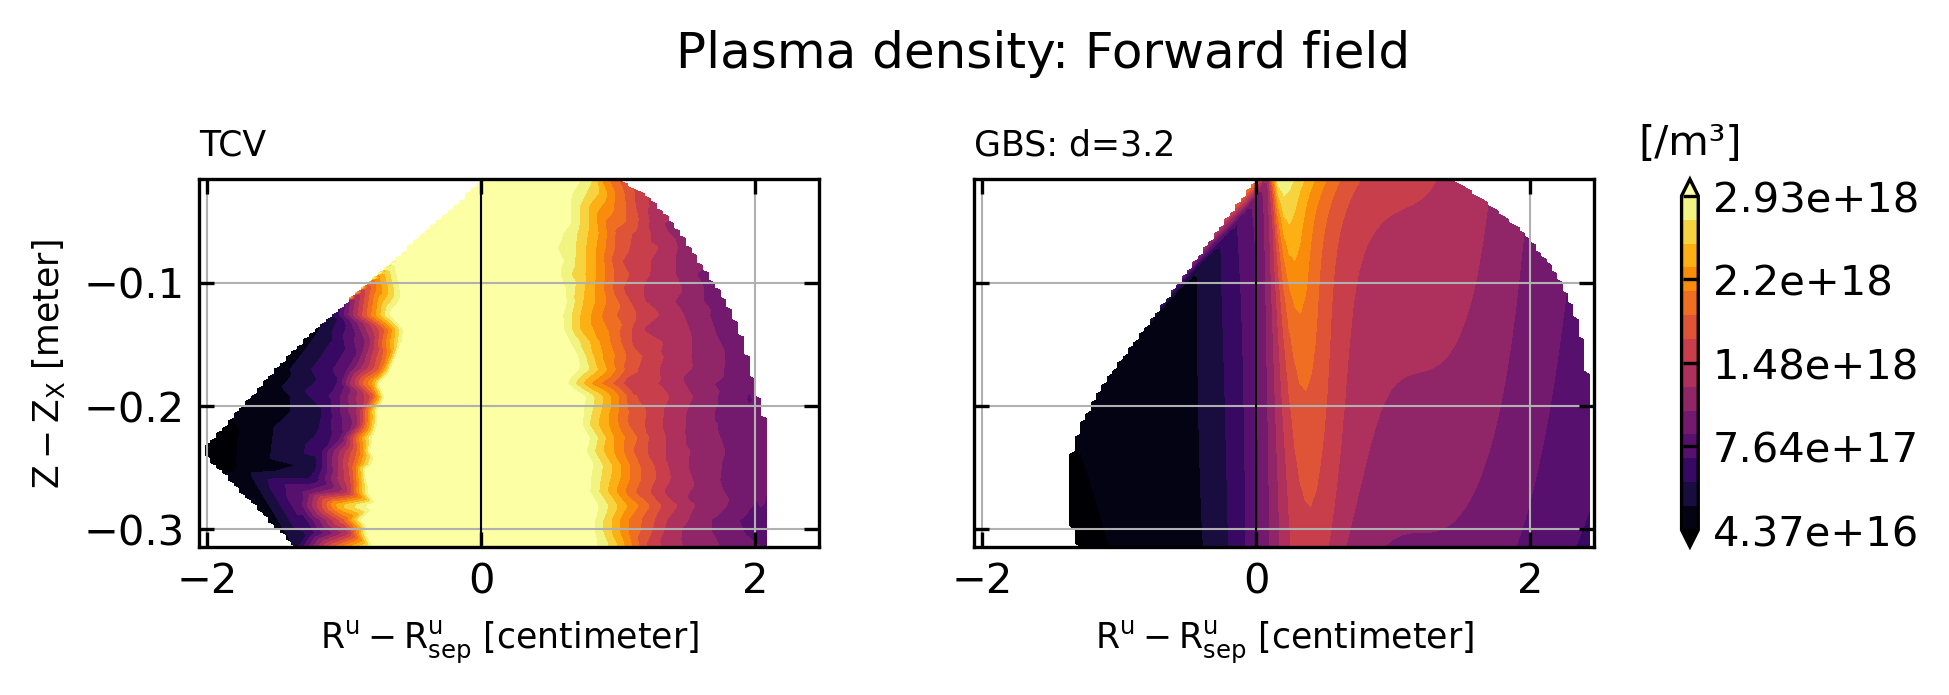 Plasma density: Forward field
TCV
GBS: d=3.2
[/m³]
Z − Z_X [meter]
−0.1
−0.2
−0.3
−2 0 2
−2 0 2
R^u − R^u_sep [centimeter]
R^u − R^u_sep [centimeter]
2.93e+18
2.2e+18
1.48e+18
7.64e+17
4.37e+16